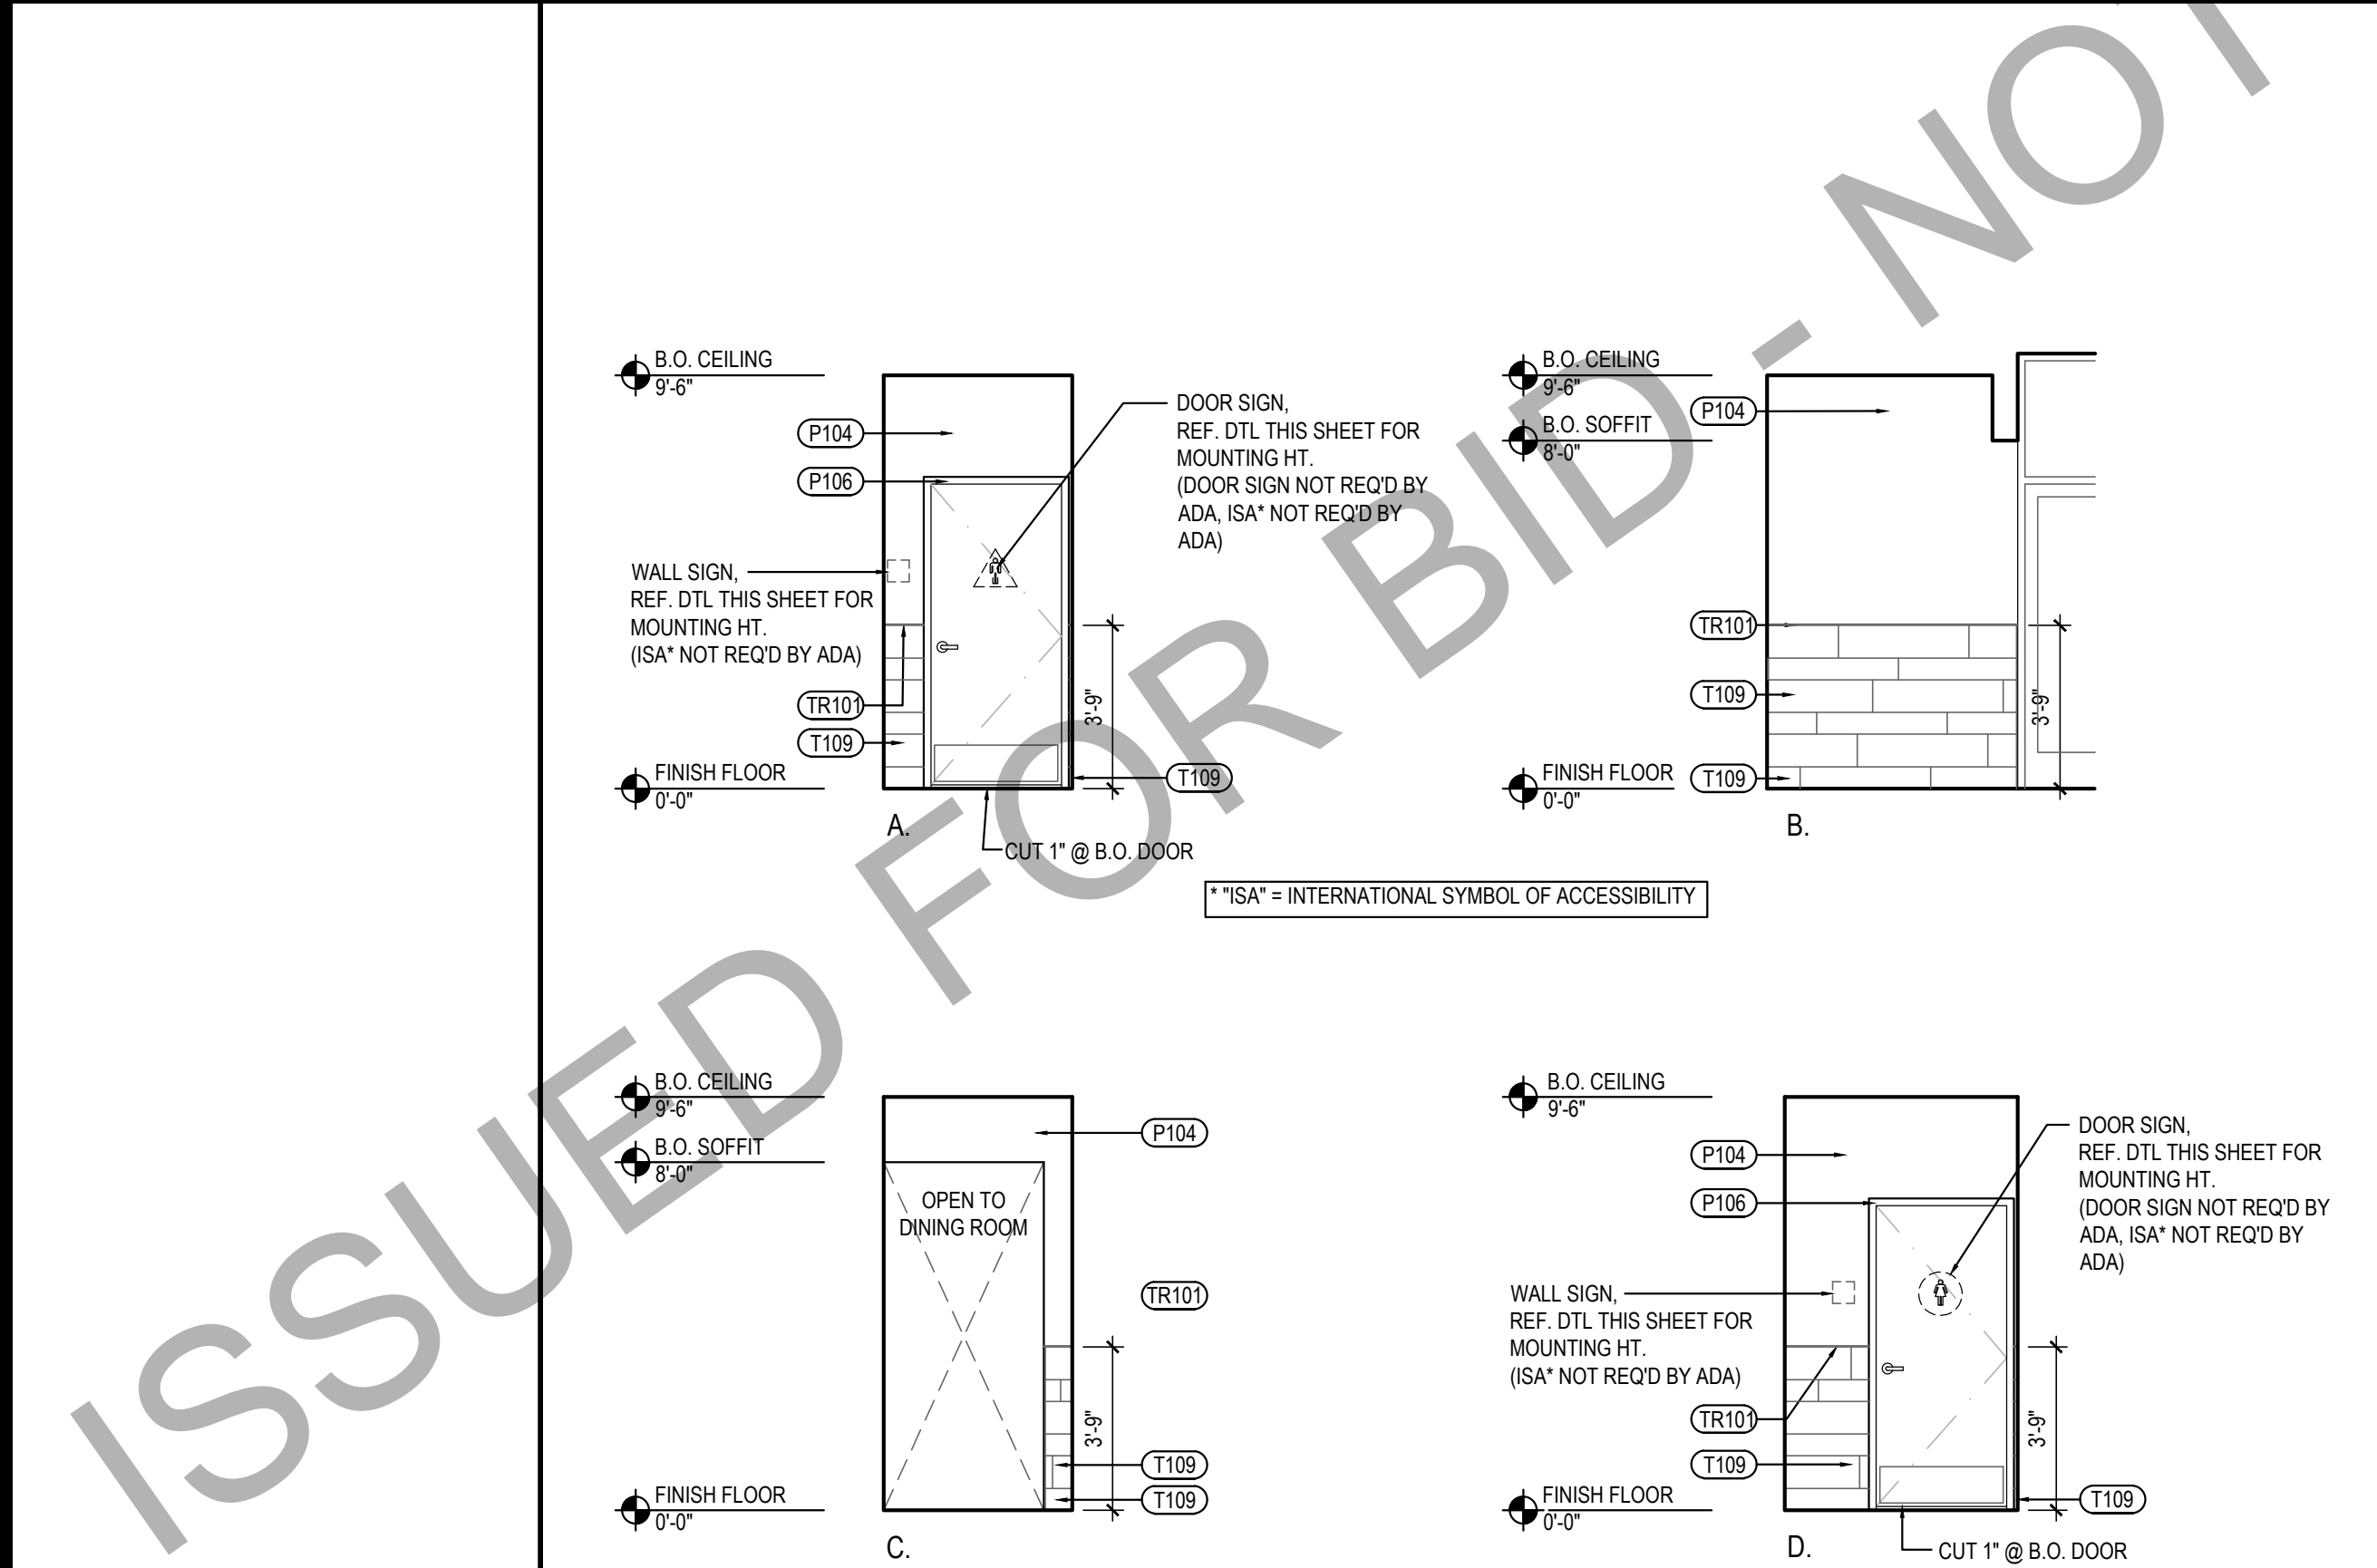 ISSUED FOR BID - NOT
B.O. CEILING
9'-6"
P104
P106
DOOR SIGN,
REF. DTL THIS SHEET FOR
MOUNTING HT.
(DOOR SIGN NOT REQ'D BY
ADA, ISA* NOT REQ'D BY
ADA)
WALL SIGN,
REF. DTL THIS SHEET FOR
MOUNTING HT.
(ISA* NOT REQ'D BY ADA)
TR101
T109
3'-9"
T109
FINISH FLOOR
0'-0"
A.
CUT 1" @ B.O. DOOR
B.O. CEILING
9'-6"
B.O. SOFFIT
8'-0"
P104
TR101
T109
3'-9"
T109
FINISH FLOOR
0'-0"
B.
* "ISA" = INTERNATIONAL SYMBOL OF ACCESSIBILITY
B.O. CEILING
9'-6"
B.O. SOFFIT
8'-0"
P104
OPEN TO
DINING ROOM
TR101
3'-9"
T109
T109
FINISH FLOOR
0'-0"
C.
B.O. CEILING
9'-6"
P104
P106
DOOR SIGN,
REF. DTL THIS SHEET FOR
MOUNTING HT.
(DOOR SIGN NOT REQ'D BY
ADA, ISA* NOT REQ'D BY
ADA)
WALL SIGN,
REF. DTL THIS SHEET FOR
MOUNTING HT.
(ISA* NOT REQ'D BY ADA)
TR101
T109
3'-9"
T109
FINISH FLOOR
0'-0"
D.
CUT 1" @ B.O. DOOR